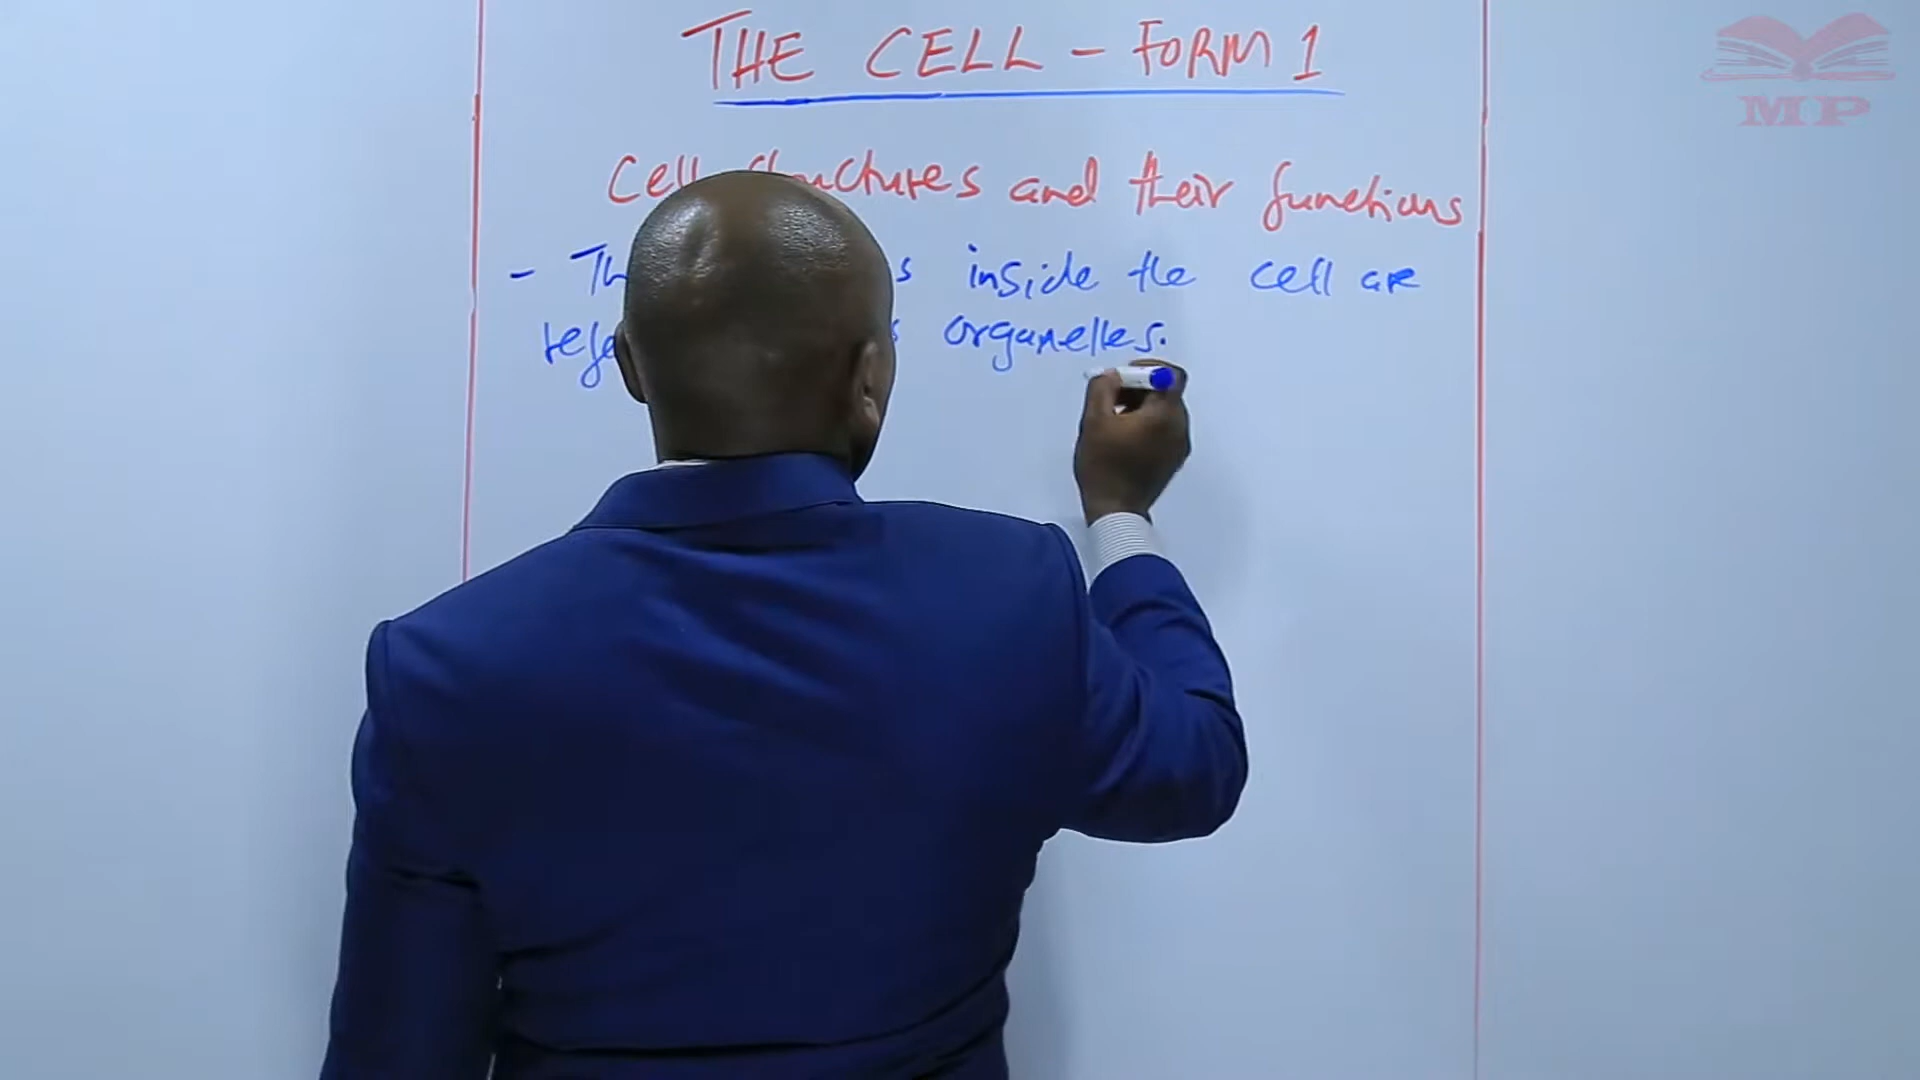 THE CELL - FORM 1
Cell structures and their functions
- Th s inside the cell are
refe s organelles.
MP